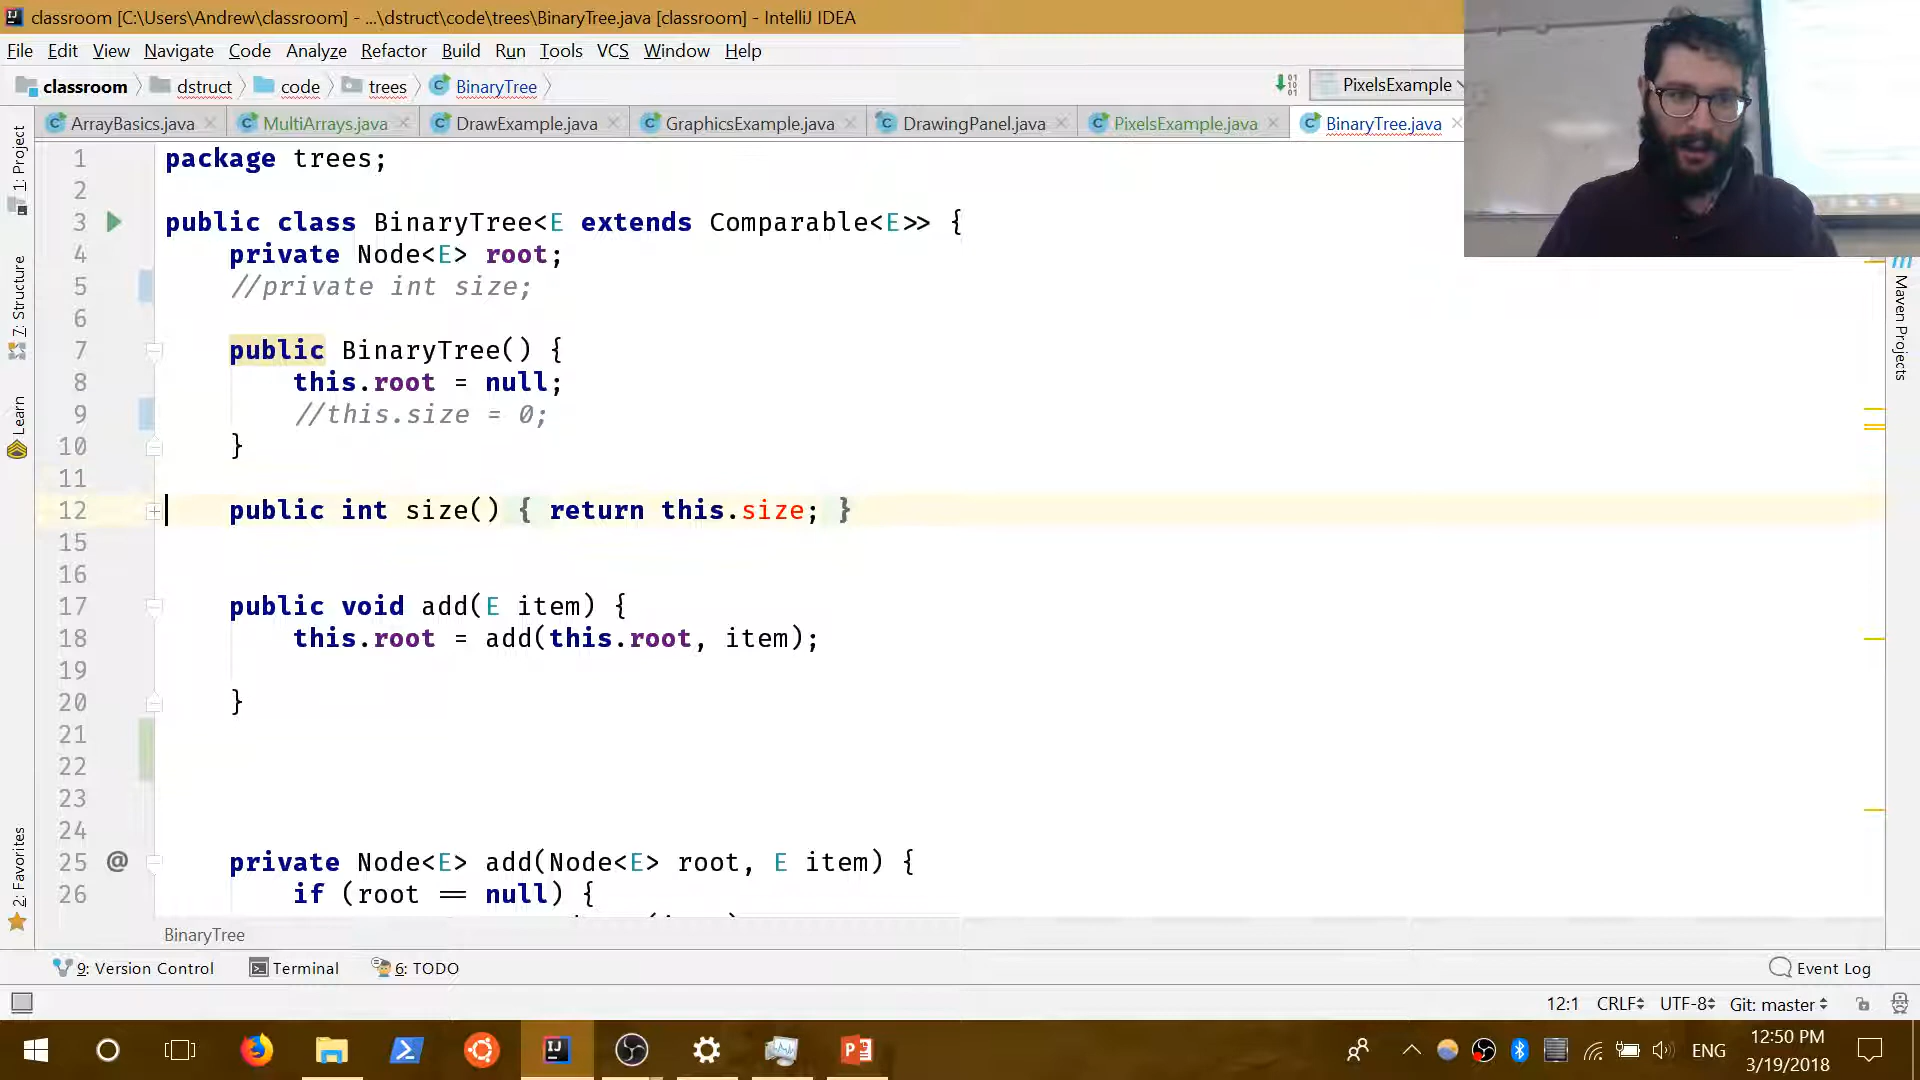 classroom [C:\Users\Andrew\classroom] - ...\dstruct\code\trees\BinaryTree.java [classroom] - IntelliJ IDEA
File Edit View Navigate Code Analyze Refactor Build Run Tools VCS Window Help
classroom dstruct code trees BinaryTree PixelsExample
ArrayBasics.java MultiArrays.java DrawExample.java GraphicsExample.java DrawingPanel.java PixelsExample.java BinaryTree.java
1: Project
7: Structure
Learn
2: Favorites
Maven Projects
1 package trees;
2
3 public class BinaryTree<E extends Comparable<E>> {
4 private Node<E> root;
5 //private int size;
6
7 public BinaryTree() {
8 this.root = null;
9 //this.size = 0;
10 }
11
12 public int size() { return this.size; }
15
16
17 public void add(E item) {
18 this.root = add(this.root, item);
19
20 }
21
22
23
24
25 @ private Node<E> add(Node<E> root, E item) {
26 if (root == null) {
BinaryTree
9: Version Control Terminal 6: TODO Event Log
12:1 CRLF UTF-8 Git: master
ENG 12:50 PM
3/19/2018